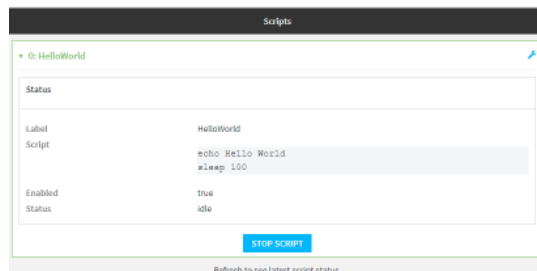 Scripts
▾ 0: HelloWorld
Status
Label HelloWorld
Script
echo Hello World
sleep 100
Enabled true
Status idle
STOP SCRIPT
Refresh to see latest script status